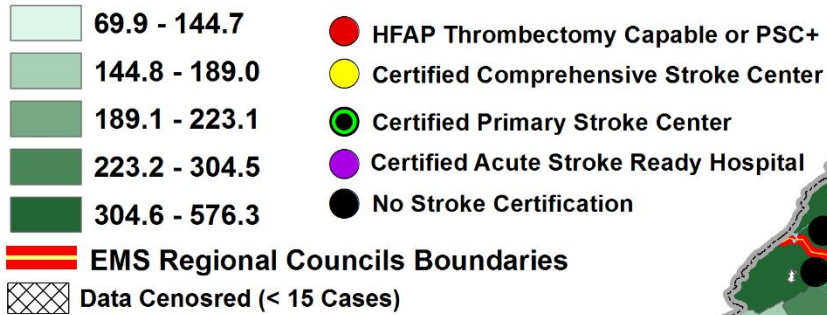 69.9 - 144.7
144.8 - 189.0
189.1 - 223.1
223.2 - 304.5
304.6 - 576.3
EMS Regional Councils Boundaries
Data Cenosred (< 15 Cases)
HFAP Thrombectomy Capable or PSC+
Certified Comprehensive Stroke Center
Certified Primary Stroke Center
Certified Acute Stroke Ready Hospital
No Stroke Certification